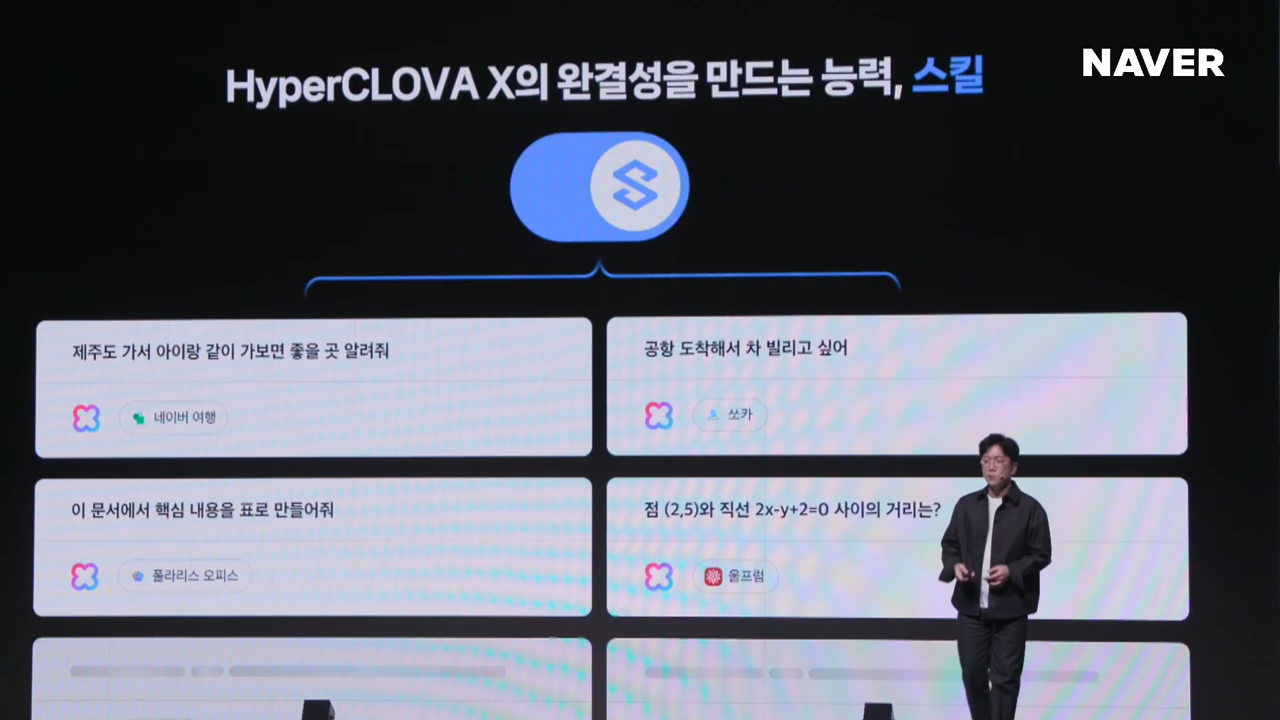 HyperCLOVA X의 완결성을 만드는 능력, 스킬
NAVER
제주도 가서 아이랑 같이 가보면 좋을 곳 알려줘
네이버 여행
공항 도착해서 차 빌리고 싶어
쏘카
이 문서에서 핵심 내용을 표로 만들어줘
폴라리스 오피스
점 (2,5)와 직선 2x-y+2=0 사이의 거리는?
울프럼